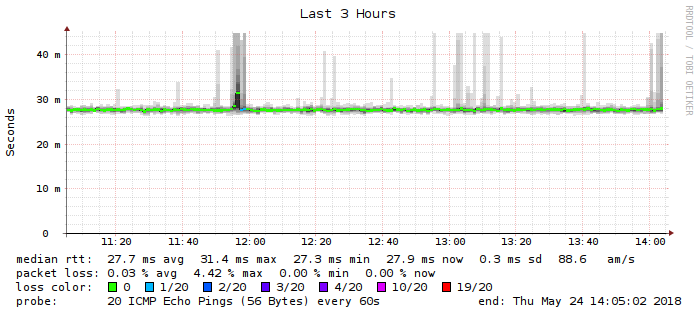 Last 3 Hours
RRDTOOL / TOBI OETIKER
Seconds
40 m
30 m
20 m
10 m
0
11:20 11:40 12:00 12:20 12:40 13:00 13:20 13:40 14:00
median rtt: 27.7 ms avg 31.4 ms max 27.3 ms min 27.9 ms now 0.3 ms sd 88.6 am/s
packet loss: 0.03 % avg 4.42 % max 0.00 % min 0.00 % now
loss color: 0 1/20 2/20 3/20 4/20 10/20 19/20
probe: 20 ICMP Echo Pings (56 Bytes) every 60s end: Thu May 24 14:05:02 2018